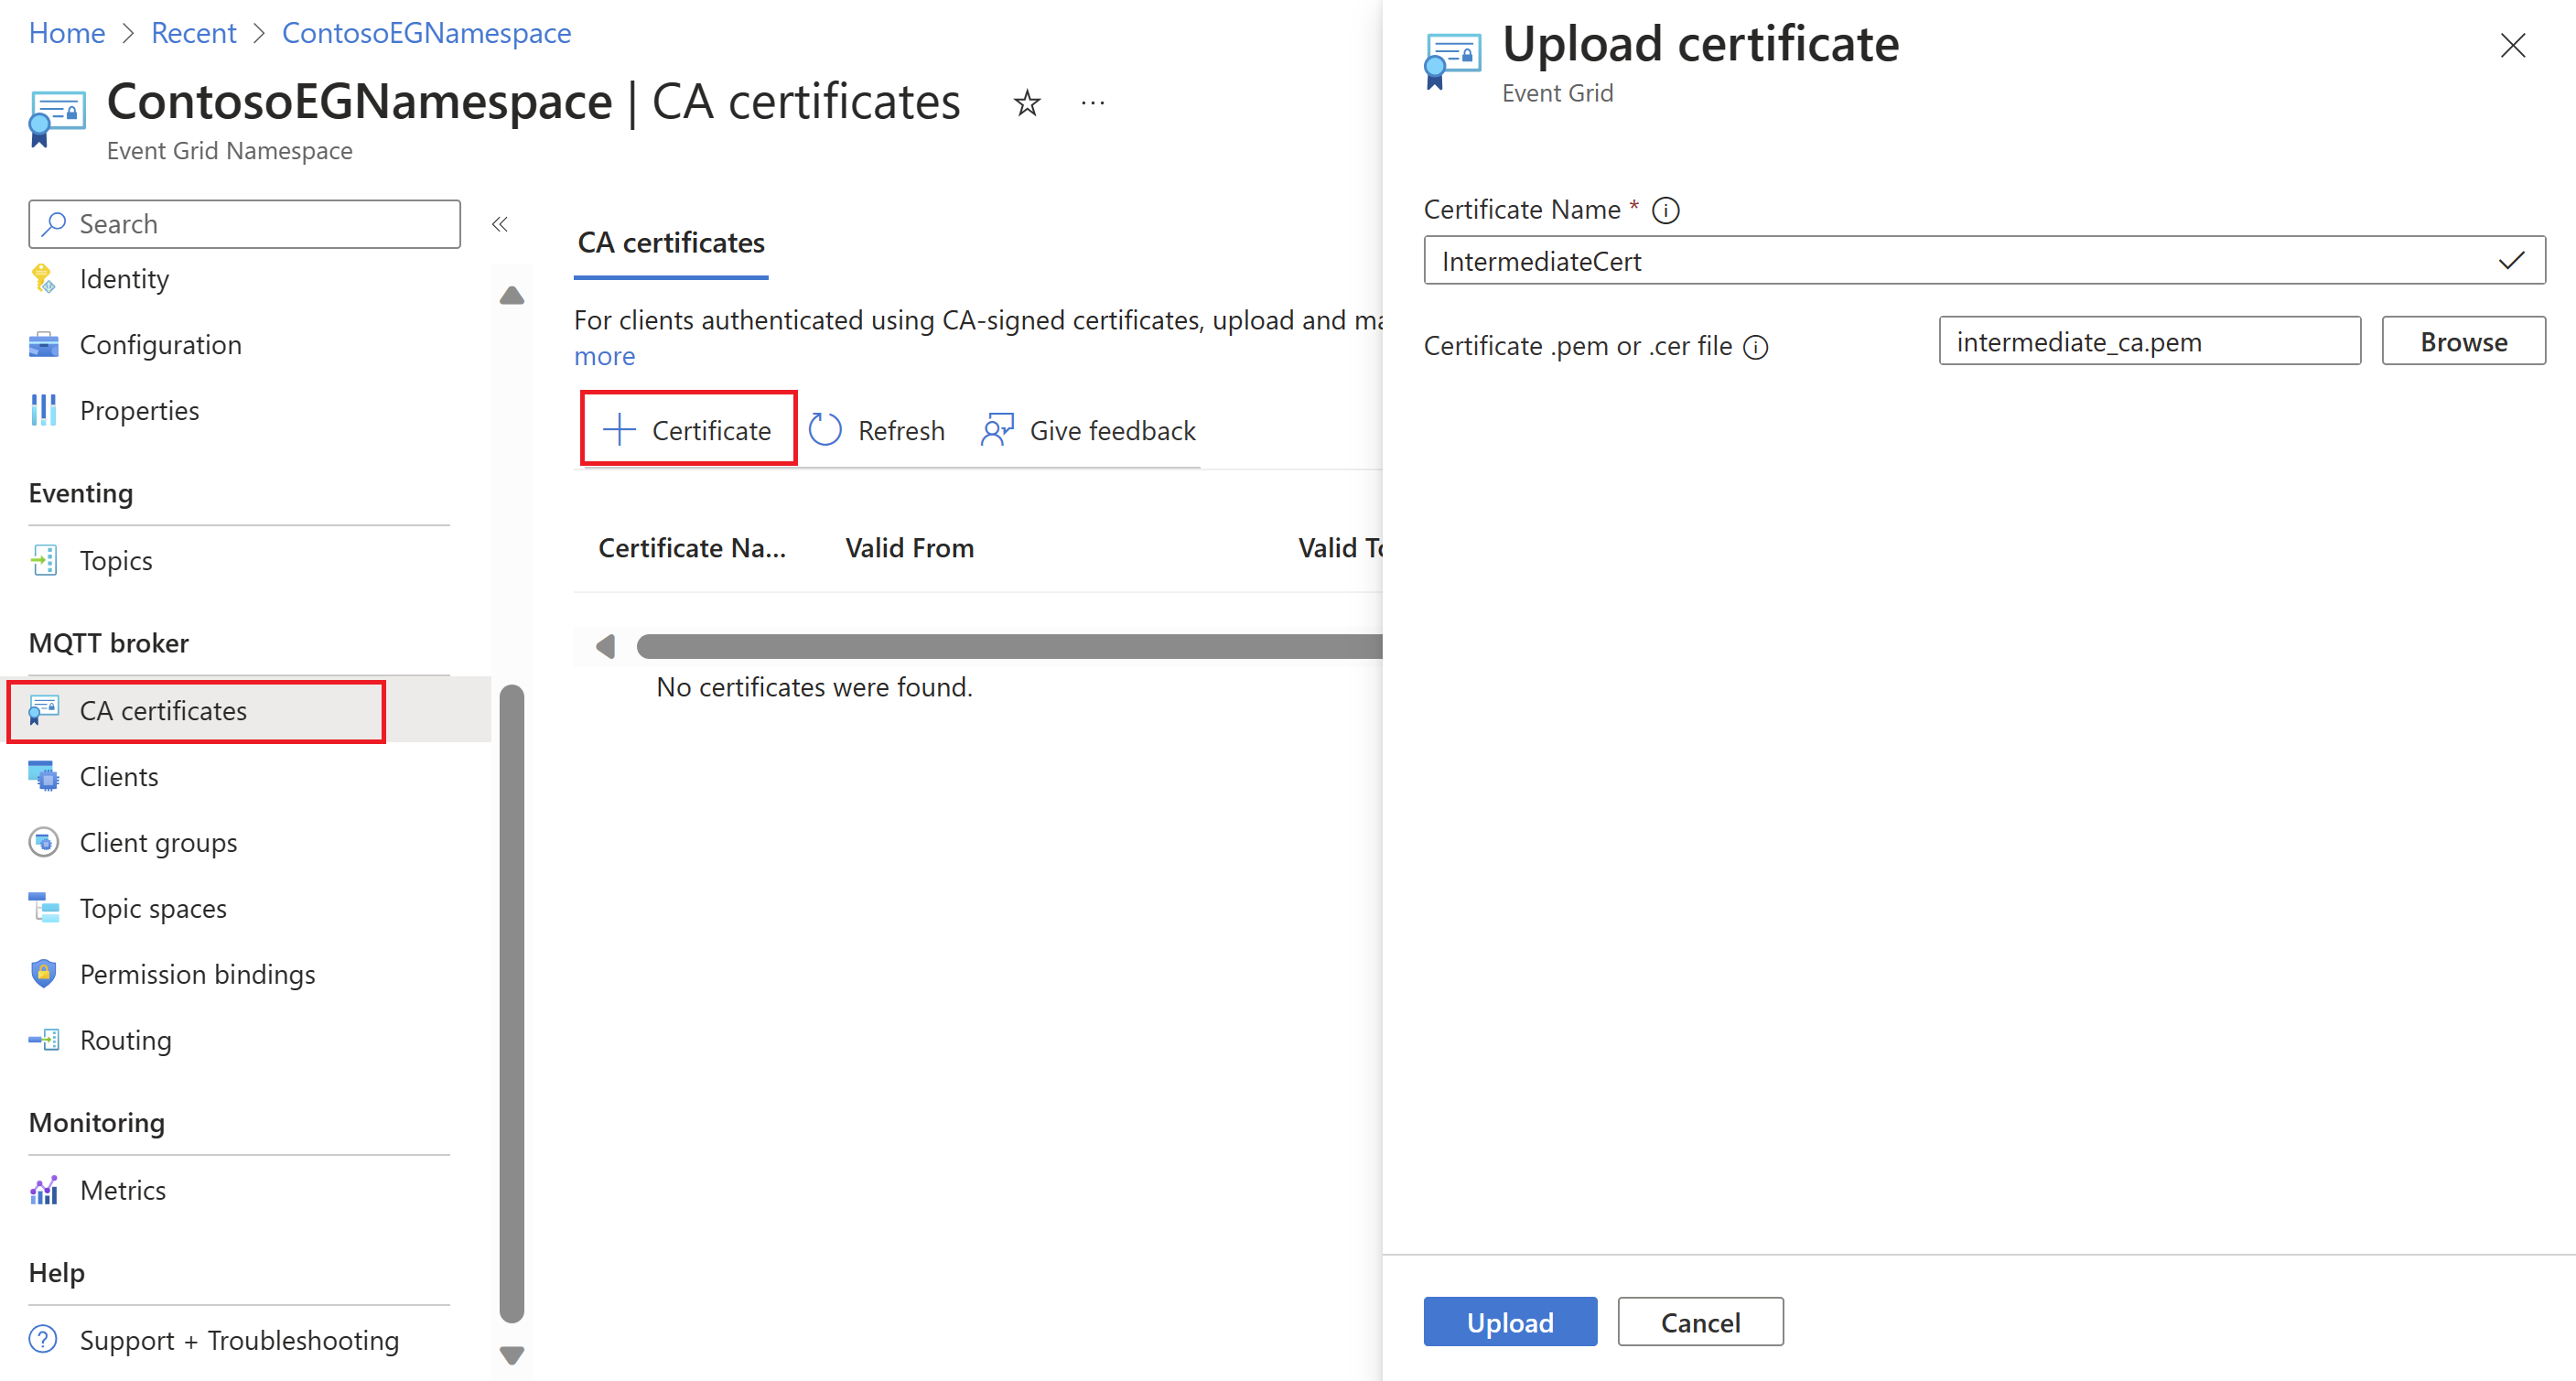 Home > Recent > ContosoEGNamespace
ContosoEGNamespace | CA certificates
Event Grid Namespace
Search
Identity
Configuration
Properties
Eventing
Topics
MQTT broker
CA certificates
Clients
Client groups
Topic spaces
Permission bindings
Routing
Monitoring
Metrics
Help
Support + Troubleshooting
CA certificates
For clients authenticated using CA-signed certificates, upload and ma
more
Certificate Refresh Give feedback
Certificate Na... Valid From Valid To
No certificates were found.
Upload certificate
Event Grid
Certificate Name *
IntermediateCert
Certificate .pem or .cer file intermediate_ca.pem Browse
Upload Cancel